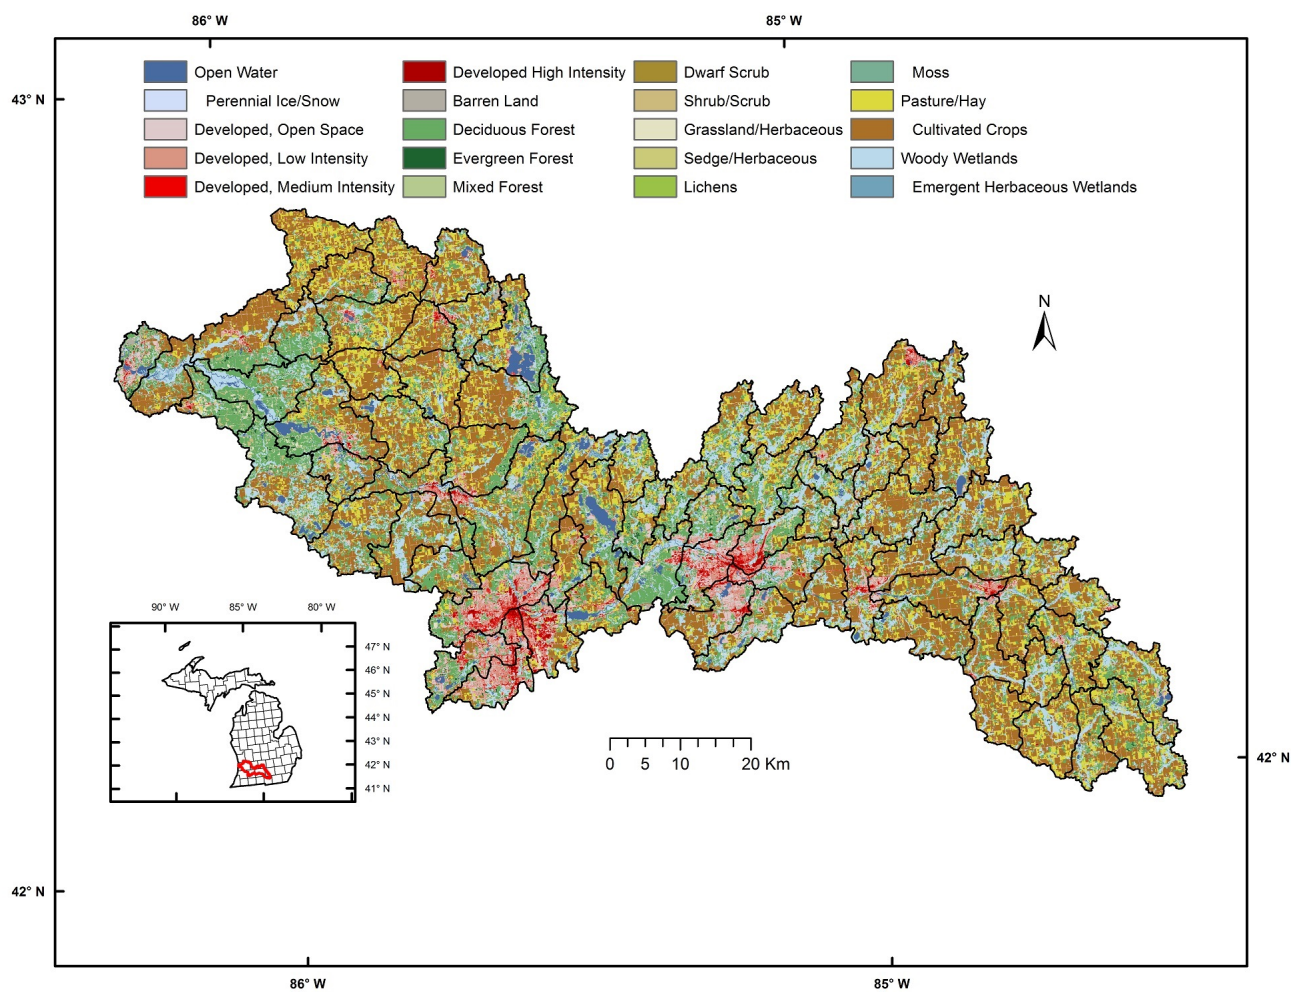 86° W 85° W
43° N
Open Water Developed High Intensity Dwarf Scrub Moss
Perennial Ice/Snow Barren Land Shrub/Scrub Pasture/Hay
Developed, Open Space Deciduous Forest Grassland/Herbaceous Cultivated Crops
Developed, Low Intensity Evergreen Forest Sedge/Herbaceous Woody Wetlands
Developed, Medium Intensity Mixed Forest Lichens Emergent Herbaceous Wetlands
N
90° W 85° W 80° W
47° N
46° N
45° N
44° N
43° N
42° N
41° N
0 5 10 20 Km
42° N
42° N
86° W 85° W